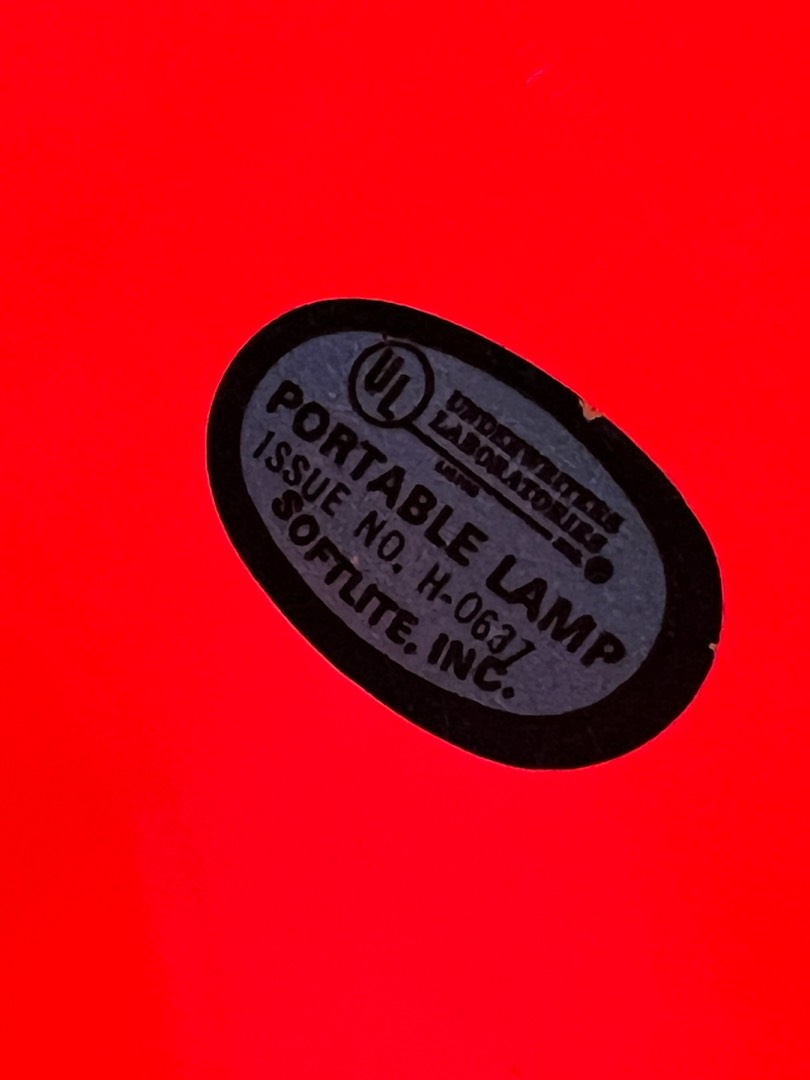 UL
UNDERWRITERS
LABORATORIES
INC. ®
PORTABLE LAMP
ISSUE NO. H-0637
SOFTLITE, INC.